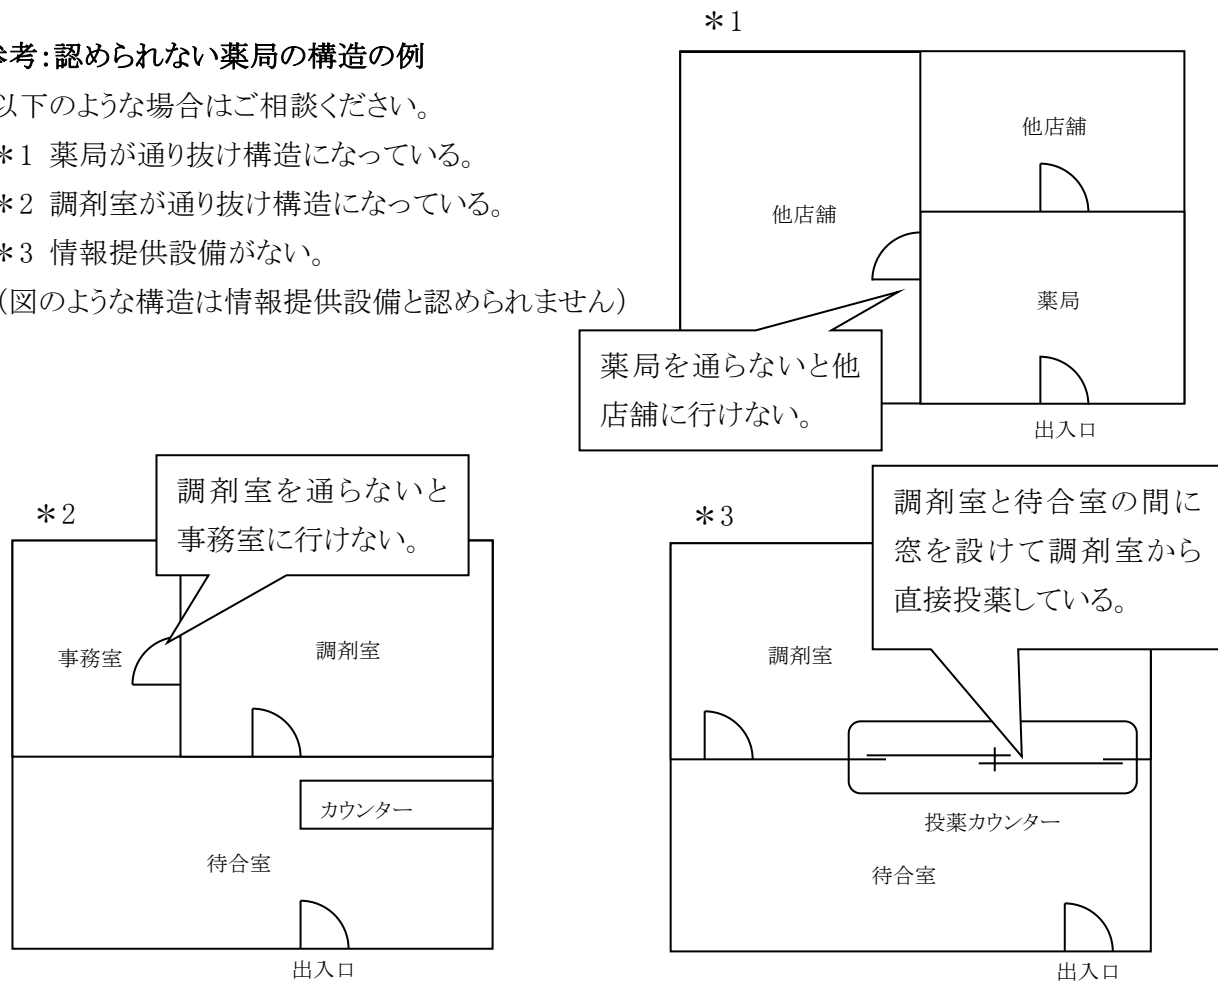 参考：認められない薬局の構造の例
以下のような場合はご相談ください。
＊1 薬局が通り抜け構造になっている。
＊2 調剤室が通り抜け構造になっている。
＊3 情報提供設備がない。
（図のような構造は情報提供設備と認められません）
＊1
他店舗
他店舗
薬局
薬局を通らないと他
店舗に行けない。
出入口
＊2
調剤室を通らないと
事務室に行けない。
事務室
調剤室
カウンター
待合室
出入口
＊3
調剤室と待合室の間に
窓を設けて調剤室から
直接投薬している。
調剤室
投薬カウンター
待合室
出入口